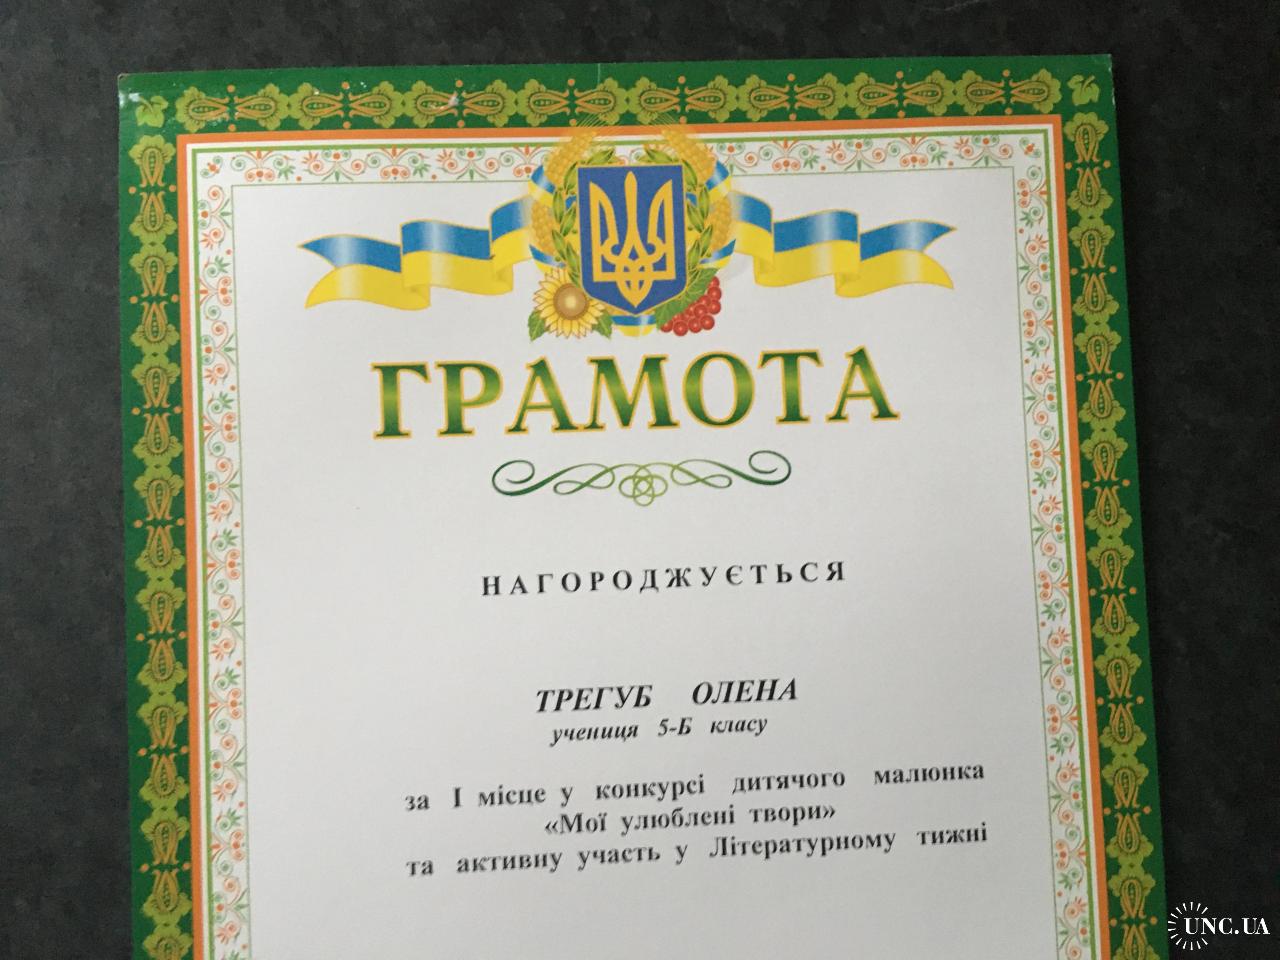 ГРАМОТА
НАГОРОДЖУЄТЬСЯ
ТРЕГУБ ОЛЕНА
учениця 5-Б класу
за І місце у конкурсі дитячого малюнка
«Мої улюблені твори»
та активну участь у Літературному тижні
UNC.UA